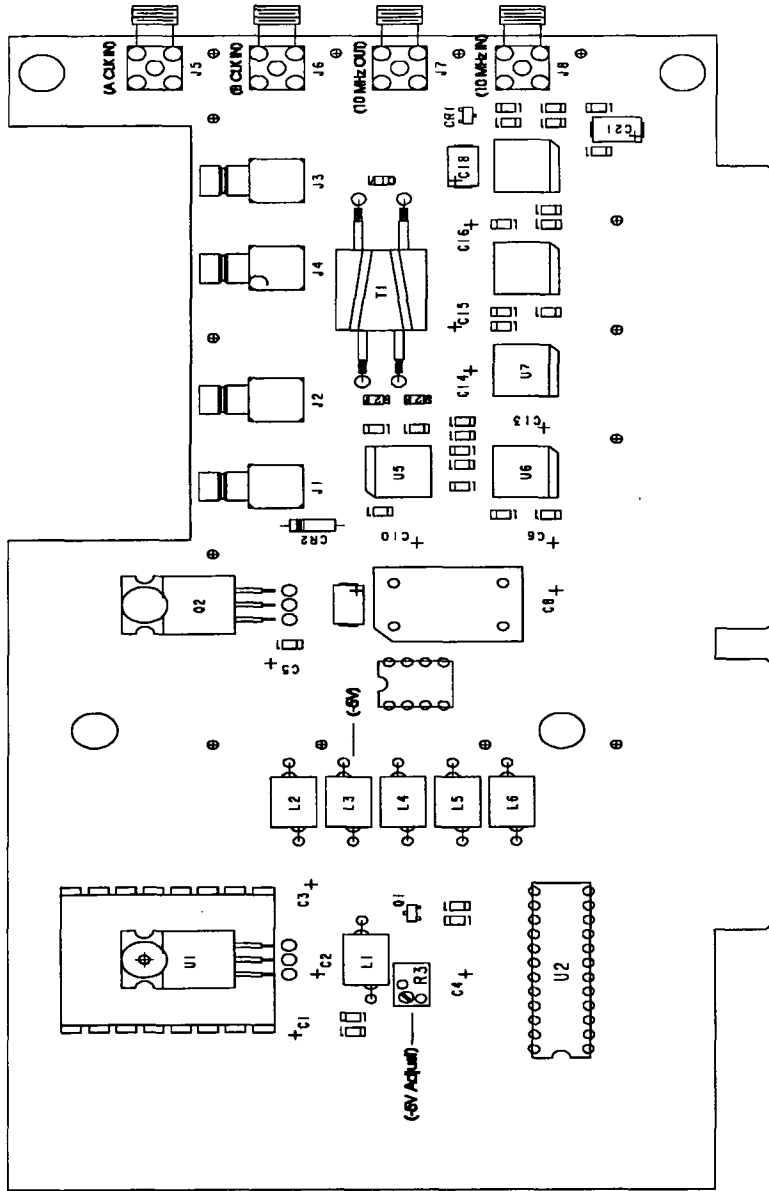 (A CLK IN)
J5
(B CLK IN)
J6
(10 MHz OUT)
J7
(10 MHz IN)
J8
CR1
C21
J3
C18
J4
T1
C16
C15
J2
C14
U7
C13
J1
U5
U6
CR2
C10
C6
Q2
C8
C5
(-5V)
L2
L3
L4
L5
L6
C3
Q1
U1
C2
L1
R3
C4
U2
C1
(-5V Adjust)